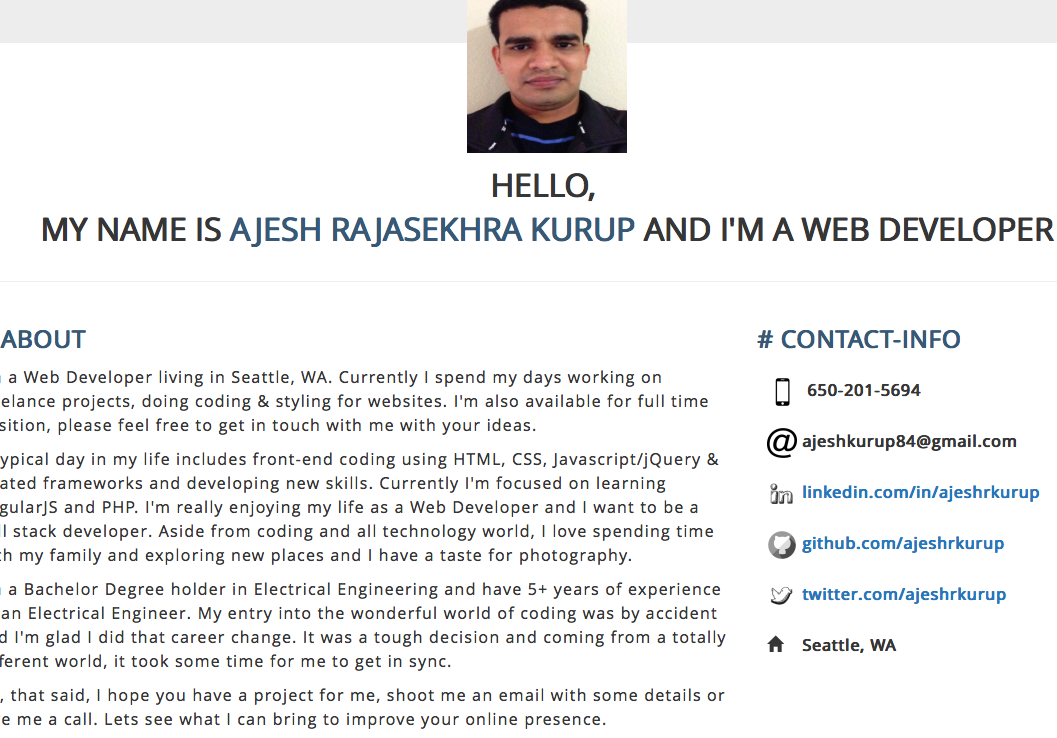 HELLO,
MY NAME IS AJESH RAJASEKHRA KURUP AND I'M A WEB DEVELOPER
ABOUT
a Web Developer living in Seattle, WA. Currently I spend my days working on
elance projects, doing coding & styling for websites. I'm also available for full time
sition, please feel free to get in touch with me with your ideas.
ypical day in my life includes front-end coding using HTML, CSS, Javascript/jQuery &
ated frameworks and developing new skills. Currently I'm focused on learning
gularJS and PHP. I'm really enjoying my life as a Web Developer and I want to be a
ll stack developer. Aside from coding and all technology world, I love spending time
th my family and exploring new places and I have a taste for photography.
a Bachelor Degree holder in Electrical Engineering and have 5+ years of experience
an Electrical Engineer. My entry into the wonderful world of coding was by accident
d I'm glad I did that career change. It was a tough decision and coming from a totally
fferent world, it took some time for me to get in sync.
, that said, I hope you have a project for me, shoot me an email with some details or
e me a call. Lets see what I can bring to improve your online presence.
# CONTACT-INFO
650-201-5694
@ ajeshkurup84@gmail.com
in linkedin.com/in/ajeshrkurup
github.com/ajeshrkurup
twitter.com/ajeshrkurup
Seattle, WA